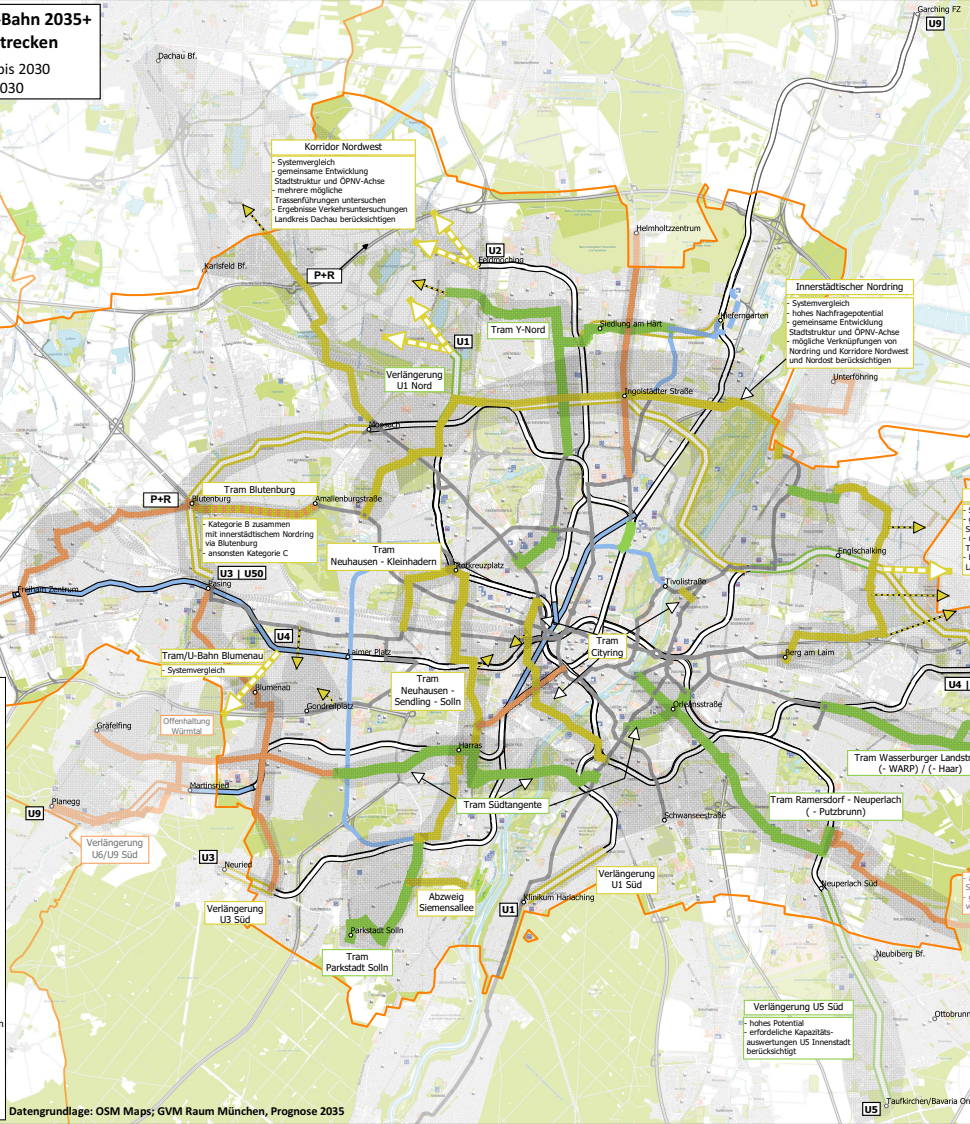 -Bahn 2035+
trecken
bis 2030
030
Garching FZ
U9
Dachau Bf.
Korridor Nordwest
- Systemvergleich
- gemeinsame Entwicklung
Stadtstruktur und ÖPNV-Achse
- mehrere mögliche
Trassenführungen untersuchen
- Ergebnisse Verkehrsuntersuchungen
Landkreis Dachau berücksichtigen
Helmholtzzentrum
U2
Feldmoching
Karlsfeld Bf.
P+R
Innerstädtischer Nordring
- Systemvergleich
- hohes Nachfragepotential
- gemeinsame Entwicklung
Stadtstruktur und ÖPNV-Achse
- mögliche Verknüpfungen von
Nordring und Korridore Nordwest
und Nordost berücksichtigen
Kieferngarten
Siedlung am Hart
Tram Y-Nord
U1
Verlängerung
U1 Nord
Unterföhring
Ingolstädter Straße
Moosach
Tram Blutenburg
P+R
Blutenburg
Amalienburgstraße
- Kategorie B zusammen
mit innerstädtischem Nordring
via Blutenburg
- ansonsten Kategorie C
Tram
Neuhausen - Kleinhadern
Rotkreuzplatz
Englschalking
U3 | U50
Pasing
Freiham Zentrum
Tivolistraße
U4
Tram
Cityring
Laimer Platz
Berg am Laim
Tram/U-Bahn Blumenau
- Systemvergleich
Blumenau
Tram
Neuhausen -
Sendling - Solln
U4 |
Gondrellplatz
Orleansstraße
Offenhaltung
Würmtal
Gräfelfing
Harras
Tram Wasserburger Landstr
(- WARP) / (- Haar)
Martinsried
Tram Südtangente
Tram Ramersdorf - Neuperlach
( - Putzbrunn)
Planegg
U9
Schwanseestraße
Verlängerung
U6/U9 Süd
U3
Neuried
Verlängerung
U1 Süd
Neuperlach Süd
Abzweig
Siemensallee
U1
Klinikum Harlaching
Verlängerung
U3 Süd
Parkstadt Solln
Tram
Parkstadt Solln
Neubiberg Bf.
Verlängerung U5 Süd
- hohes Potential
- erfordeliche Kapazitäts-
auswertungen U5 Innenstadt
berücksichtigt
Ottobrunn
Datengrundlage: OSM Maps; GVM Raum München, Prognose 2035
U5
Taufkirchen/Bavaria On